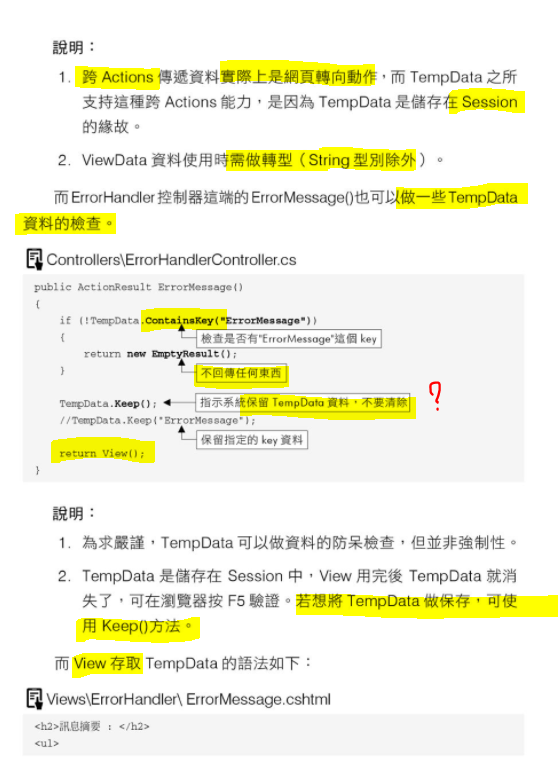 說明：
1. 跨 Actions 傳遞資料實際上是網頁轉向動作，而 TempData 之所
支持這種跨 Actions 能力，是因為 TempData 是儲存在 Session
的緣故。
2. ViewData 資料使用時需做轉型（String 型別除外）。
而 ErrorHandler 控制器這端的 ErrorMessage()也可以做一些 TempData
資料的檢查。
Controllers\ErrorHandlerController.cs
public ActionResult ErrorMessage()
{
if (!TempData.ContainsKey("ErrorMessage"))
{
檢查是否有"ErrorMessage"這個 key
return new EmptyResult();
}
不回傳任何東西
TempData.Keep();
指示系統保留 TempData 資料，不要清除
?
//TempData.Keep("ErrorMessage");
保留指定的 key 資料
return View();
}
說明：
1. 為求嚴謹，TempData 可以做資料的防呆檢查，但並非強制性。
2. TempData 是儲存在 Session 中，View 用完後 TempData 就消
失了，可在瀏覽器按 F5 驗證。若想將 TempData 做保存，可使
用 Keep()方法。
而 View 存取 TempData 的語法如下：
Views\ErrorHandler\ ErrorMessage.cshtml
<h2>訊息摘要 : </h2>
<ul>